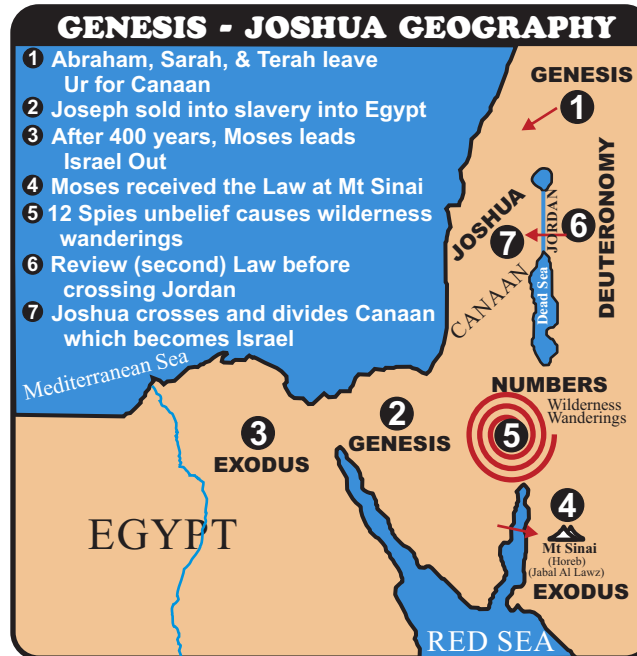 GENESIS - JOSHUA GEOGRAPHY
1 Abraham, Sarah, & Terah leave
Ur for Canaan
2 Joseph sold into slavery into Egypt
3 After 400 years, Moses leads
Israel Out
4 Moses received the Law at Mt Sinai
5 12 Spies unbelief causes wilderness
wanderings
6 Review (second) Law before
crossing Jordan
7 Joshua crosses and divides Canaan
which becomes Israel
Mediterranean Sea
GENESIS
1
JOSHUA
7
JORDAN
6
DEUTERONOMY
CANAAN
Dead Sea
NUMBERS
Wilderness
Wanderings
5
2
GENESIS
3
EXODUS
EGYPT
4
Mt Sinai
(Horeb)
(Jabal Al Lawz)
EXODUS
RED SEA